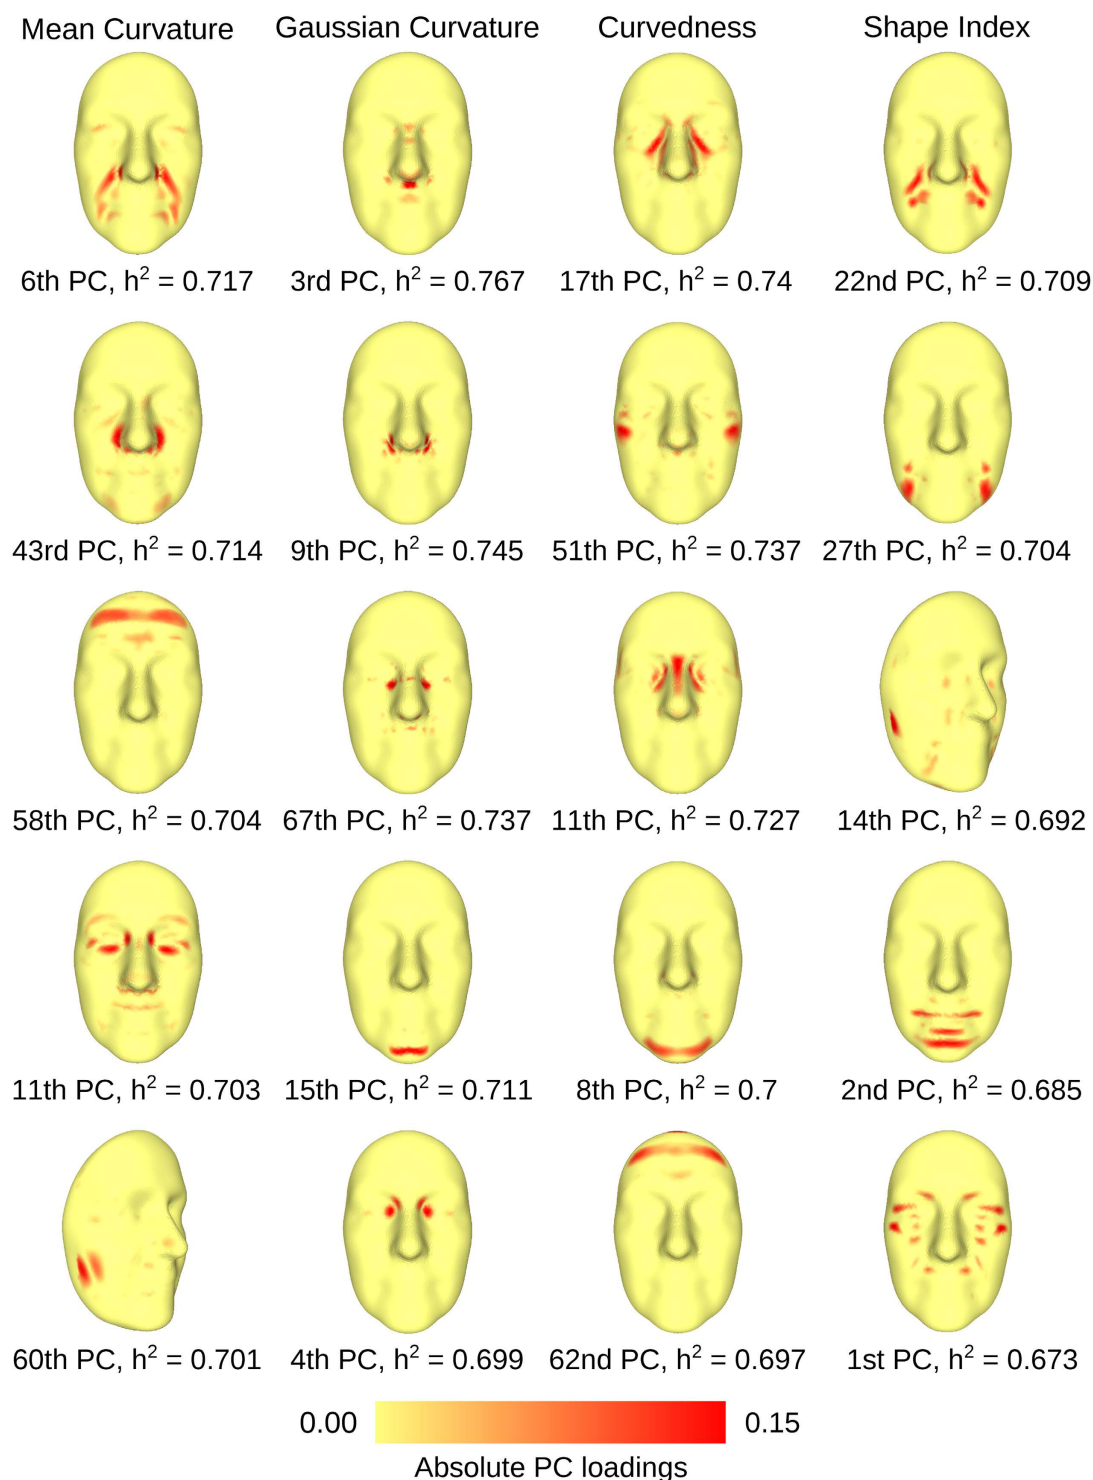 Mean Curvature Gaussian Curvature Curvedness Shape Index
6th PC, h² = 0.717 3rd PC, h² = 0.767 17th PC, h² = 0.74 22nd PC, h² = 0.709
43rd PC, h² = 0.714 9th PC, h² = 0.745 51th PC, h² = 0.737 27th PC, h² = 0.704
58th PC, h² = 0.704 67th PC, h² = 0.737 11th PC, h² = 0.727 14th PC, h² = 0.692
11th PC, h² = 0.703 15th PC, h² = 0.711 8th PC, h² = 0.7 2nd PC, h² = 0.685
60th PC, h² = 0.701 4th PC, h² = 0.699 62nd PC, h² = 0.697 1st PC, h² = 0.673
0.00 0.15
Absolute PC loadings